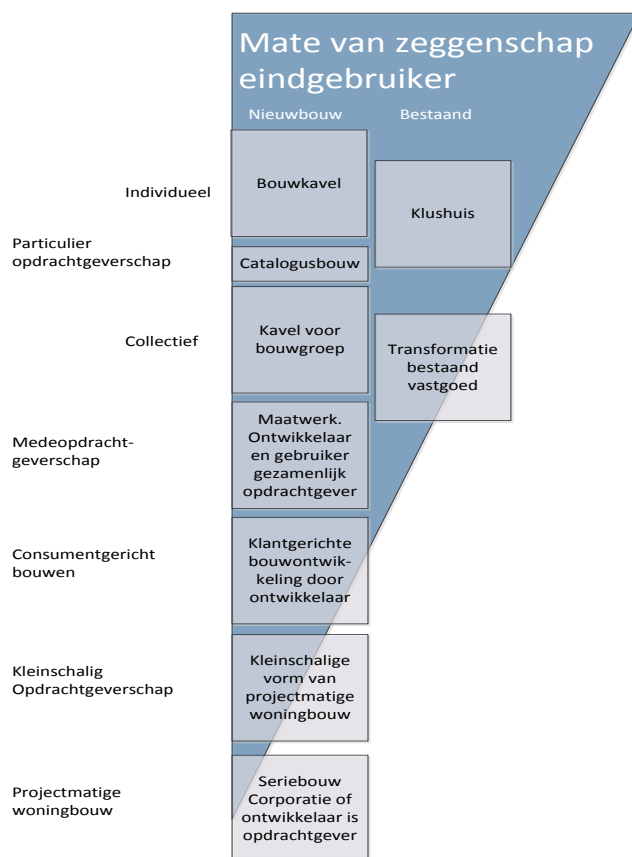 Mate van zeggenschap
eindgebruiker
Nieuwbouw
Bestaand
Individueel
Bouwkavel
Klushuis
Particulier
opdrachtgeverschap
Catalogusbouw
Collectief
Kavel voor
bouwgroep
Transformatie
bestaand
vastgoed
Medeopdracht-
geverschap
Maatwerk.
Ontwikkelaar
en gebruiker
gezamenlijk
opdrachtgever
Consumentgericht
bouwen
Klantgerichte
bouwontwik-
keling door
ontwikkelaar
Kleinschalig
Opdrachtgeverschap
Kleinschalige
vorm van
projectmatige
woningbouw
Projectmatige
woningbouw
Seriebouw
Corporatie of
ontwikkelaar is
opdrachtgever